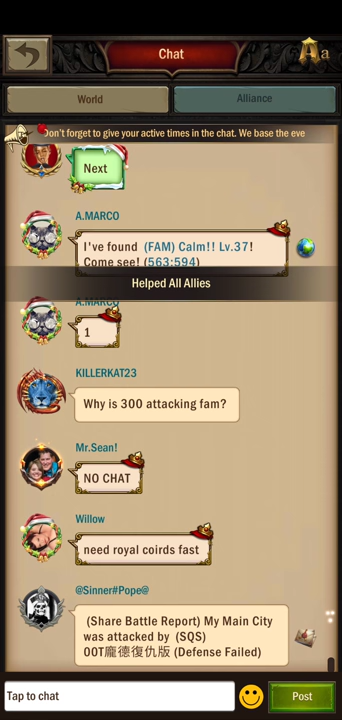 Chat
Aa
World
Alliance
Don't forget to give your active times in the chat. We base the eve
Next
A.MARCO
I've found (FAM) Calm!! Lv.37!
Come see! (563:594)
Helped All Allies
A.MARCO
1
KILLERKAT23
Why is 300 attacking fam?
Mr.Sean!
NO CHAT
Willow
need royal coirds fast
@Sinner#Pope@
(Share Battle Report) My Main City
was attacked by (SQS)
00T龐德復仇版 (Defense Failed)
Tap to chat
Post